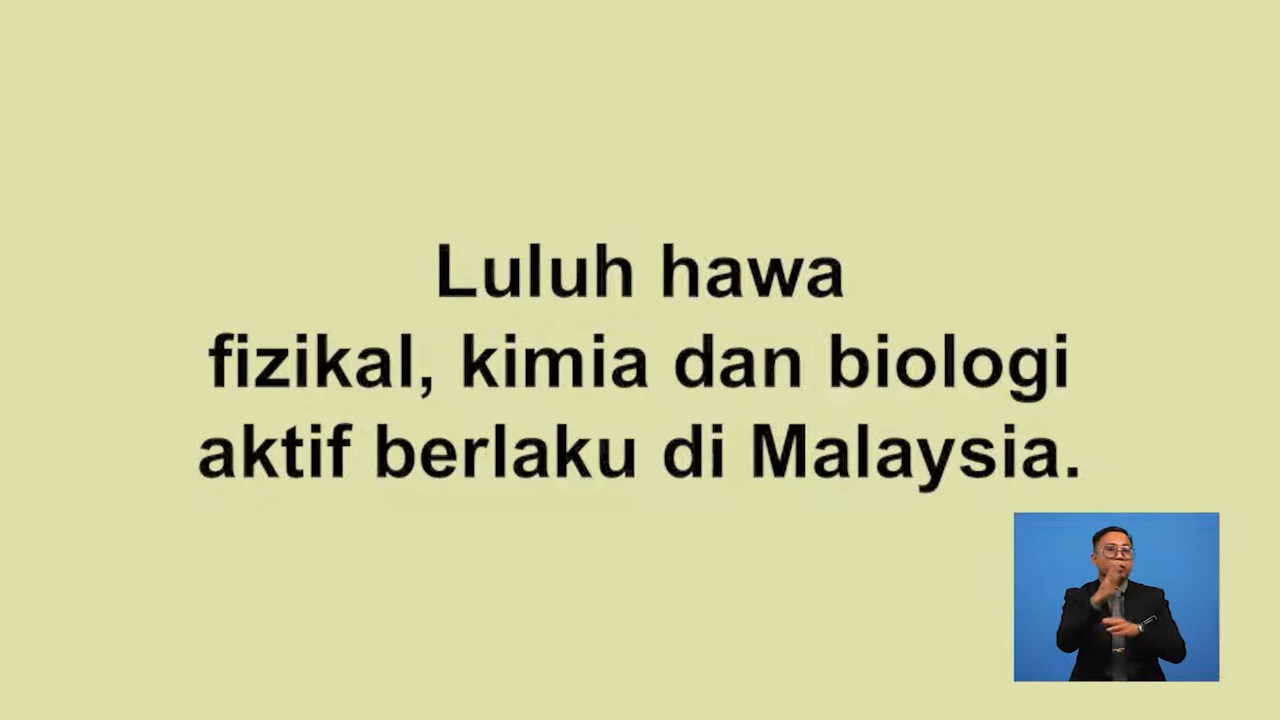 Luluh hawa
fizikal, kimia dan biologi
aktif berlaku di Malaysia.